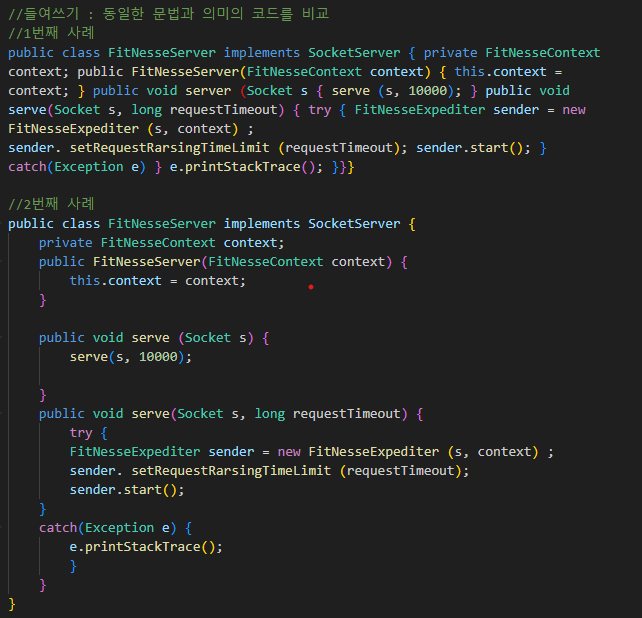 //들여쓰기 : 동일한 문법과 의미의 코드를 비교
//1번째 사례
public class FitNesseServer implements SocketServer { private FitNesseContext
context; public FitNesseServer(FitNesseContext context) { this.context =
context; } public void server (Socket s { serve (s, 10000); } public void
serve(Socket s, long requestTimeout) { try { FitNesseExpediter sender = new
FitNesseExpediter (s, context) ;
sender. setRequestRarsingTimeLimit (requestTimeout); sender.start(); }
catch(Exception e) } e.printStackTrace(); }}}

//2번째 사례
public class FitNesseServer implements SocketServer {
    private FitNesseContext context;
    public FitNesseServer(FitNesseContext context) {
        this.context = context;
    }

    public void serve (Socket s) {
        serve(s, 10000);

    }
    public void serve(Socket s, long requestTimeout) {
        try {
        FitNesseExpediter sender = new FitNesseExpediter (s, context) ;
        sender. setRequestRarsingTimeLimit (requestTimeout);
        sender.start();
    }
    catch(Exception e) {
        e.printStackTrace();
        }
    }
}